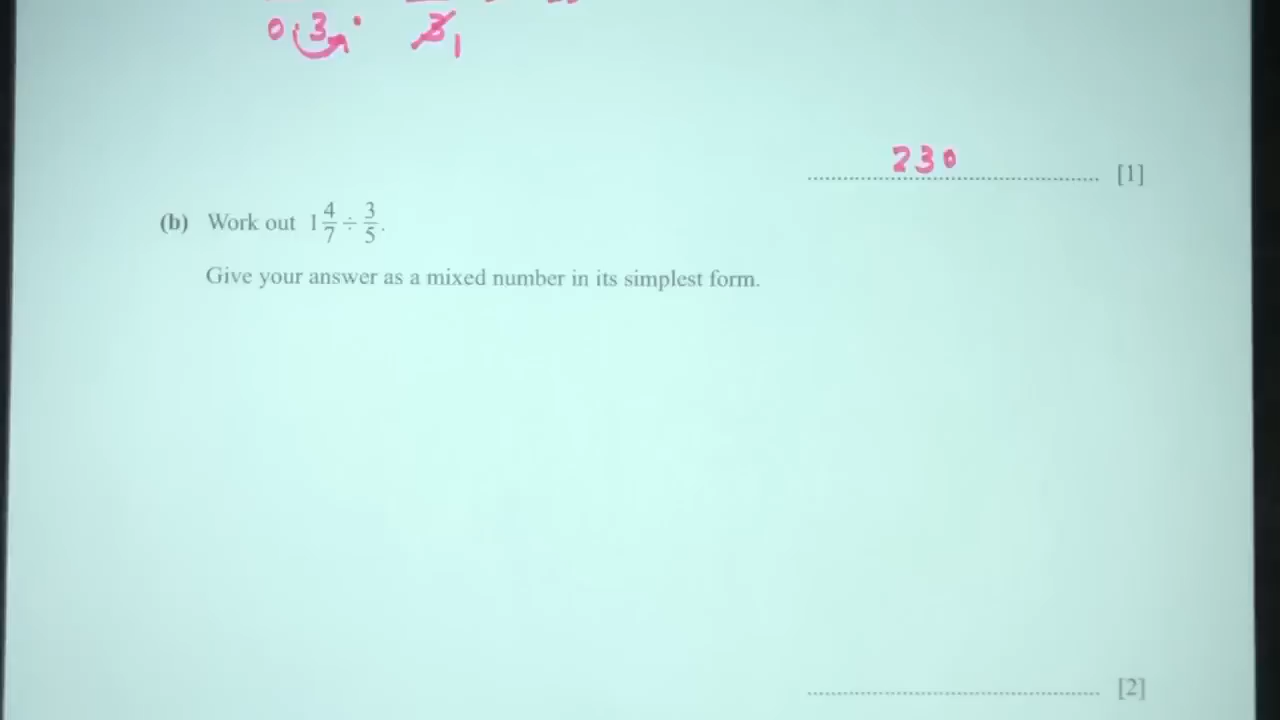 0.3 3 1
230
[1]
(b) Work out 1 4/7 ÷ 3/5.
Give your answer as a mixed number in its simplest form.
[2]